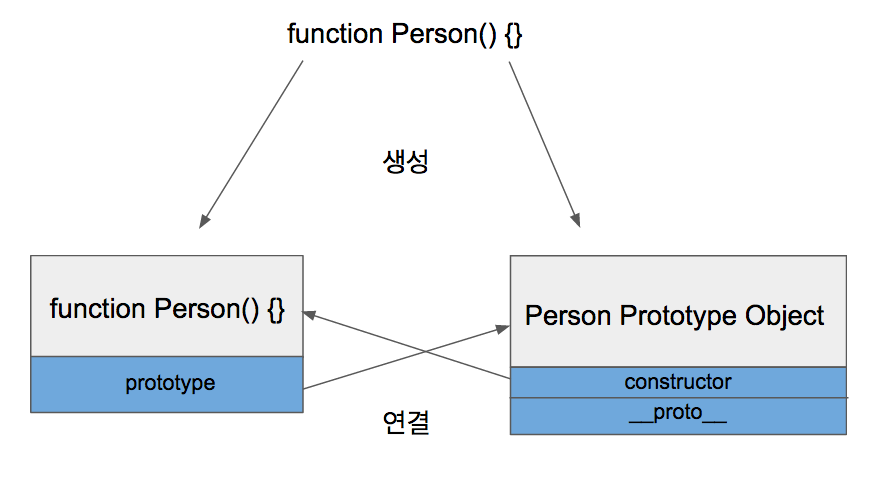 function Person() {}
생성
function Person() {}
Person Prototype Object
prototype
constructor
__proto__
연결